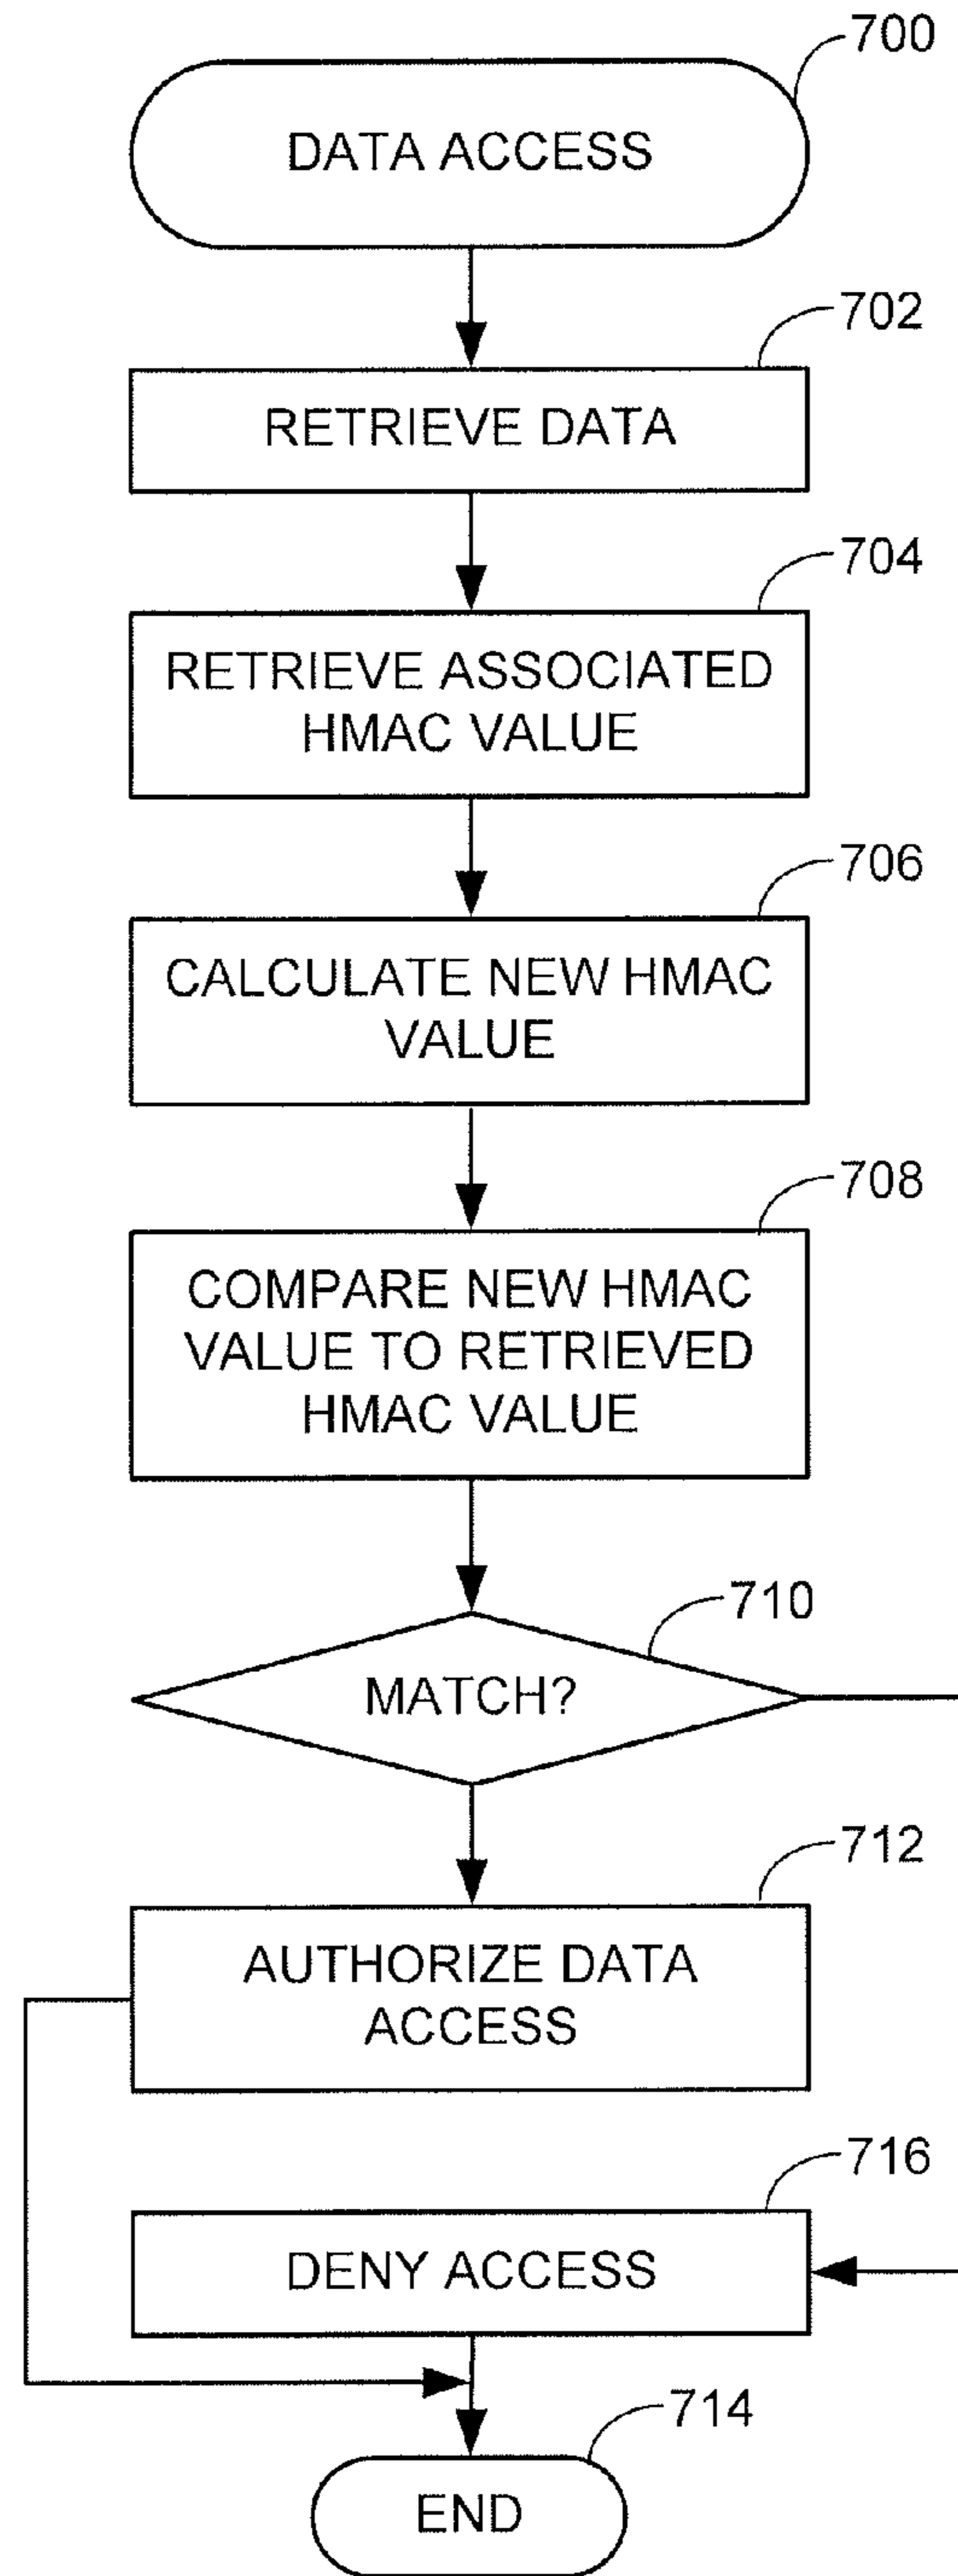 700
DATA ACCESS
702
RETRIEVE DATA
704
RETRIEVE ASSOCIATED
HMAC VALUE
706
CALCULATE NEW HMAC
VALUE
708
COMPARE NEW HMAC
VALUE TO RETRIEVED
HMAC VALUE
710
MATCH?
712
AUTHORIZE DATA
ACCESS
716
DENY ACCESS
714
END